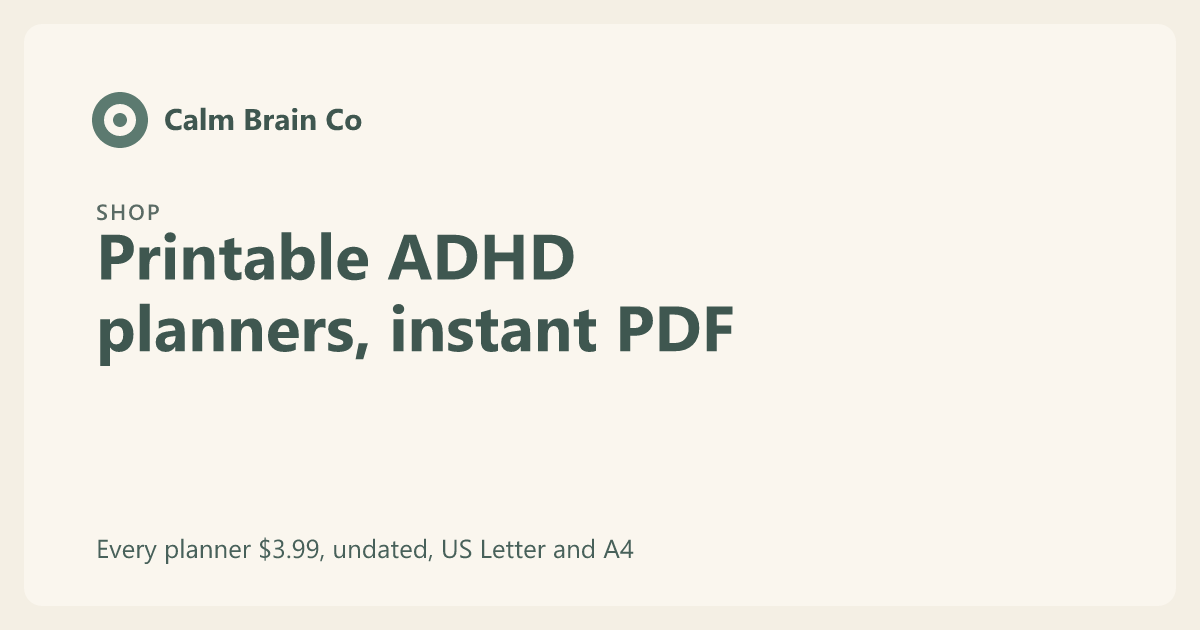 Calm Brain Co
SHOP
Printable ADHD
planners, instant PDF
Every planner $3.99, undated, US Letter and A4